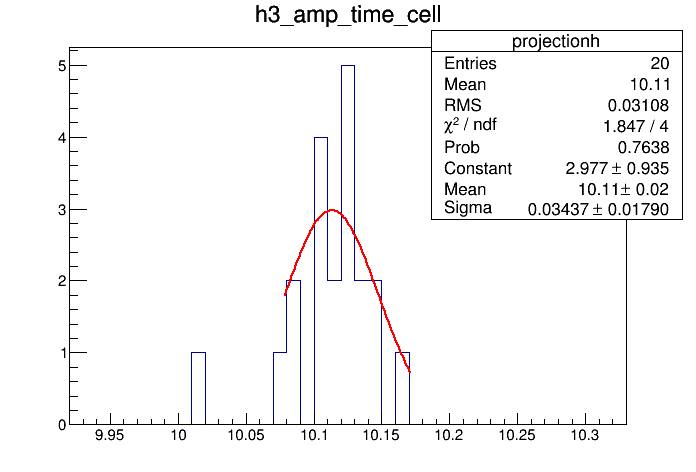 h3_amp_time_cell
projectionh
Entries 20
Mean 10.11
RMS 0.03108
χ² / ndf 1.847 / 4
Prob 0.7638
Constant 2.977 ± 0.935
Mean 10.11 ± 0.02
Sigma 0.03437 ± 0.01790
5
4
3
2
1
0
9.95 10 10.05 10.1 10.15 10.2 10.25 10.3